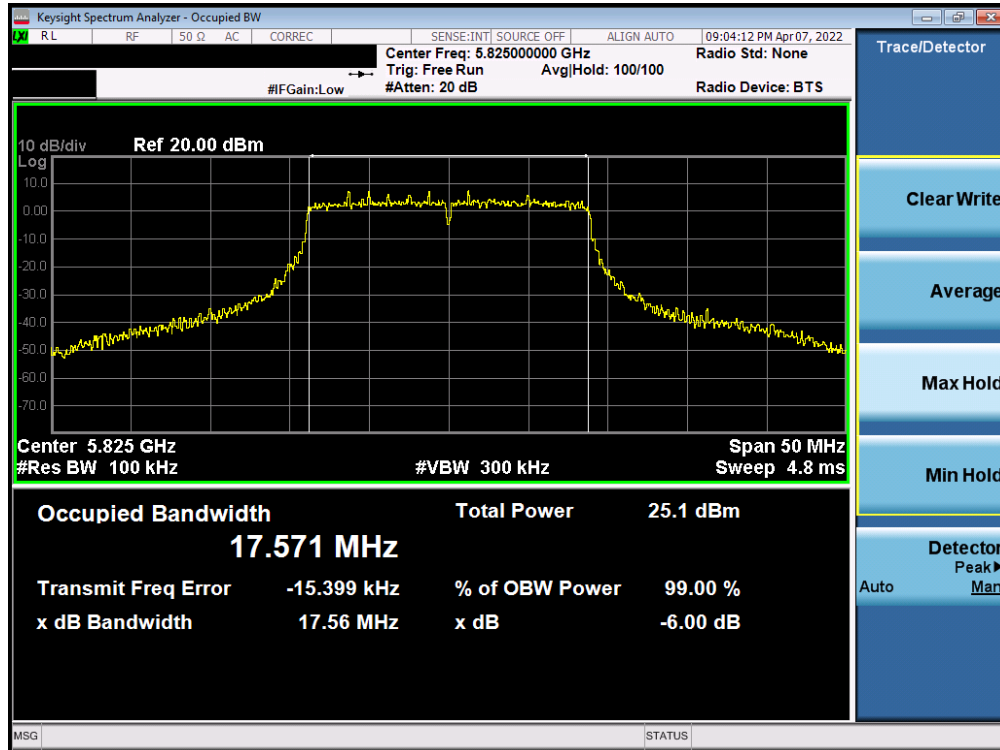 Keysight Spectrum Analyzer - Occupied BW
LXI RL RF 50 Ω AC CORREC SENSE:INT SOURCE OFF ALIGN AUTO 09:04:12 PM Apr 07, 2022
Center Freq: 5.825000000 GHz Radio Std: None
Trig: Free Run Avg|Hold: 100/100
#IFGain:Low #Atten: 20 dB Radio Device: BTS
Trace/Detector
10 dB/div Ref 20.00 dBm
Log
10.0
0.00
-10.0
-20.0
-30.0
-40.0
-50.0
-60.0
-70.0
Center 5.825 GHz Span 50 MHz
#Res BW 100 kHz #VBW 300 kHz Sweep 4.8 ms
Occupied Bandwidth Total Power 25.1 dBm
17.571 MHz
Transmit Freq Error -15.399 kHz % of OBW Power 99.00 %
x dB Bandwidth 17.56 MHz x dB -6.00 dB
Clear Write
Average
Max Hold
Min Hold
Detector
Peak▶
Auto Man
MSG STATUS